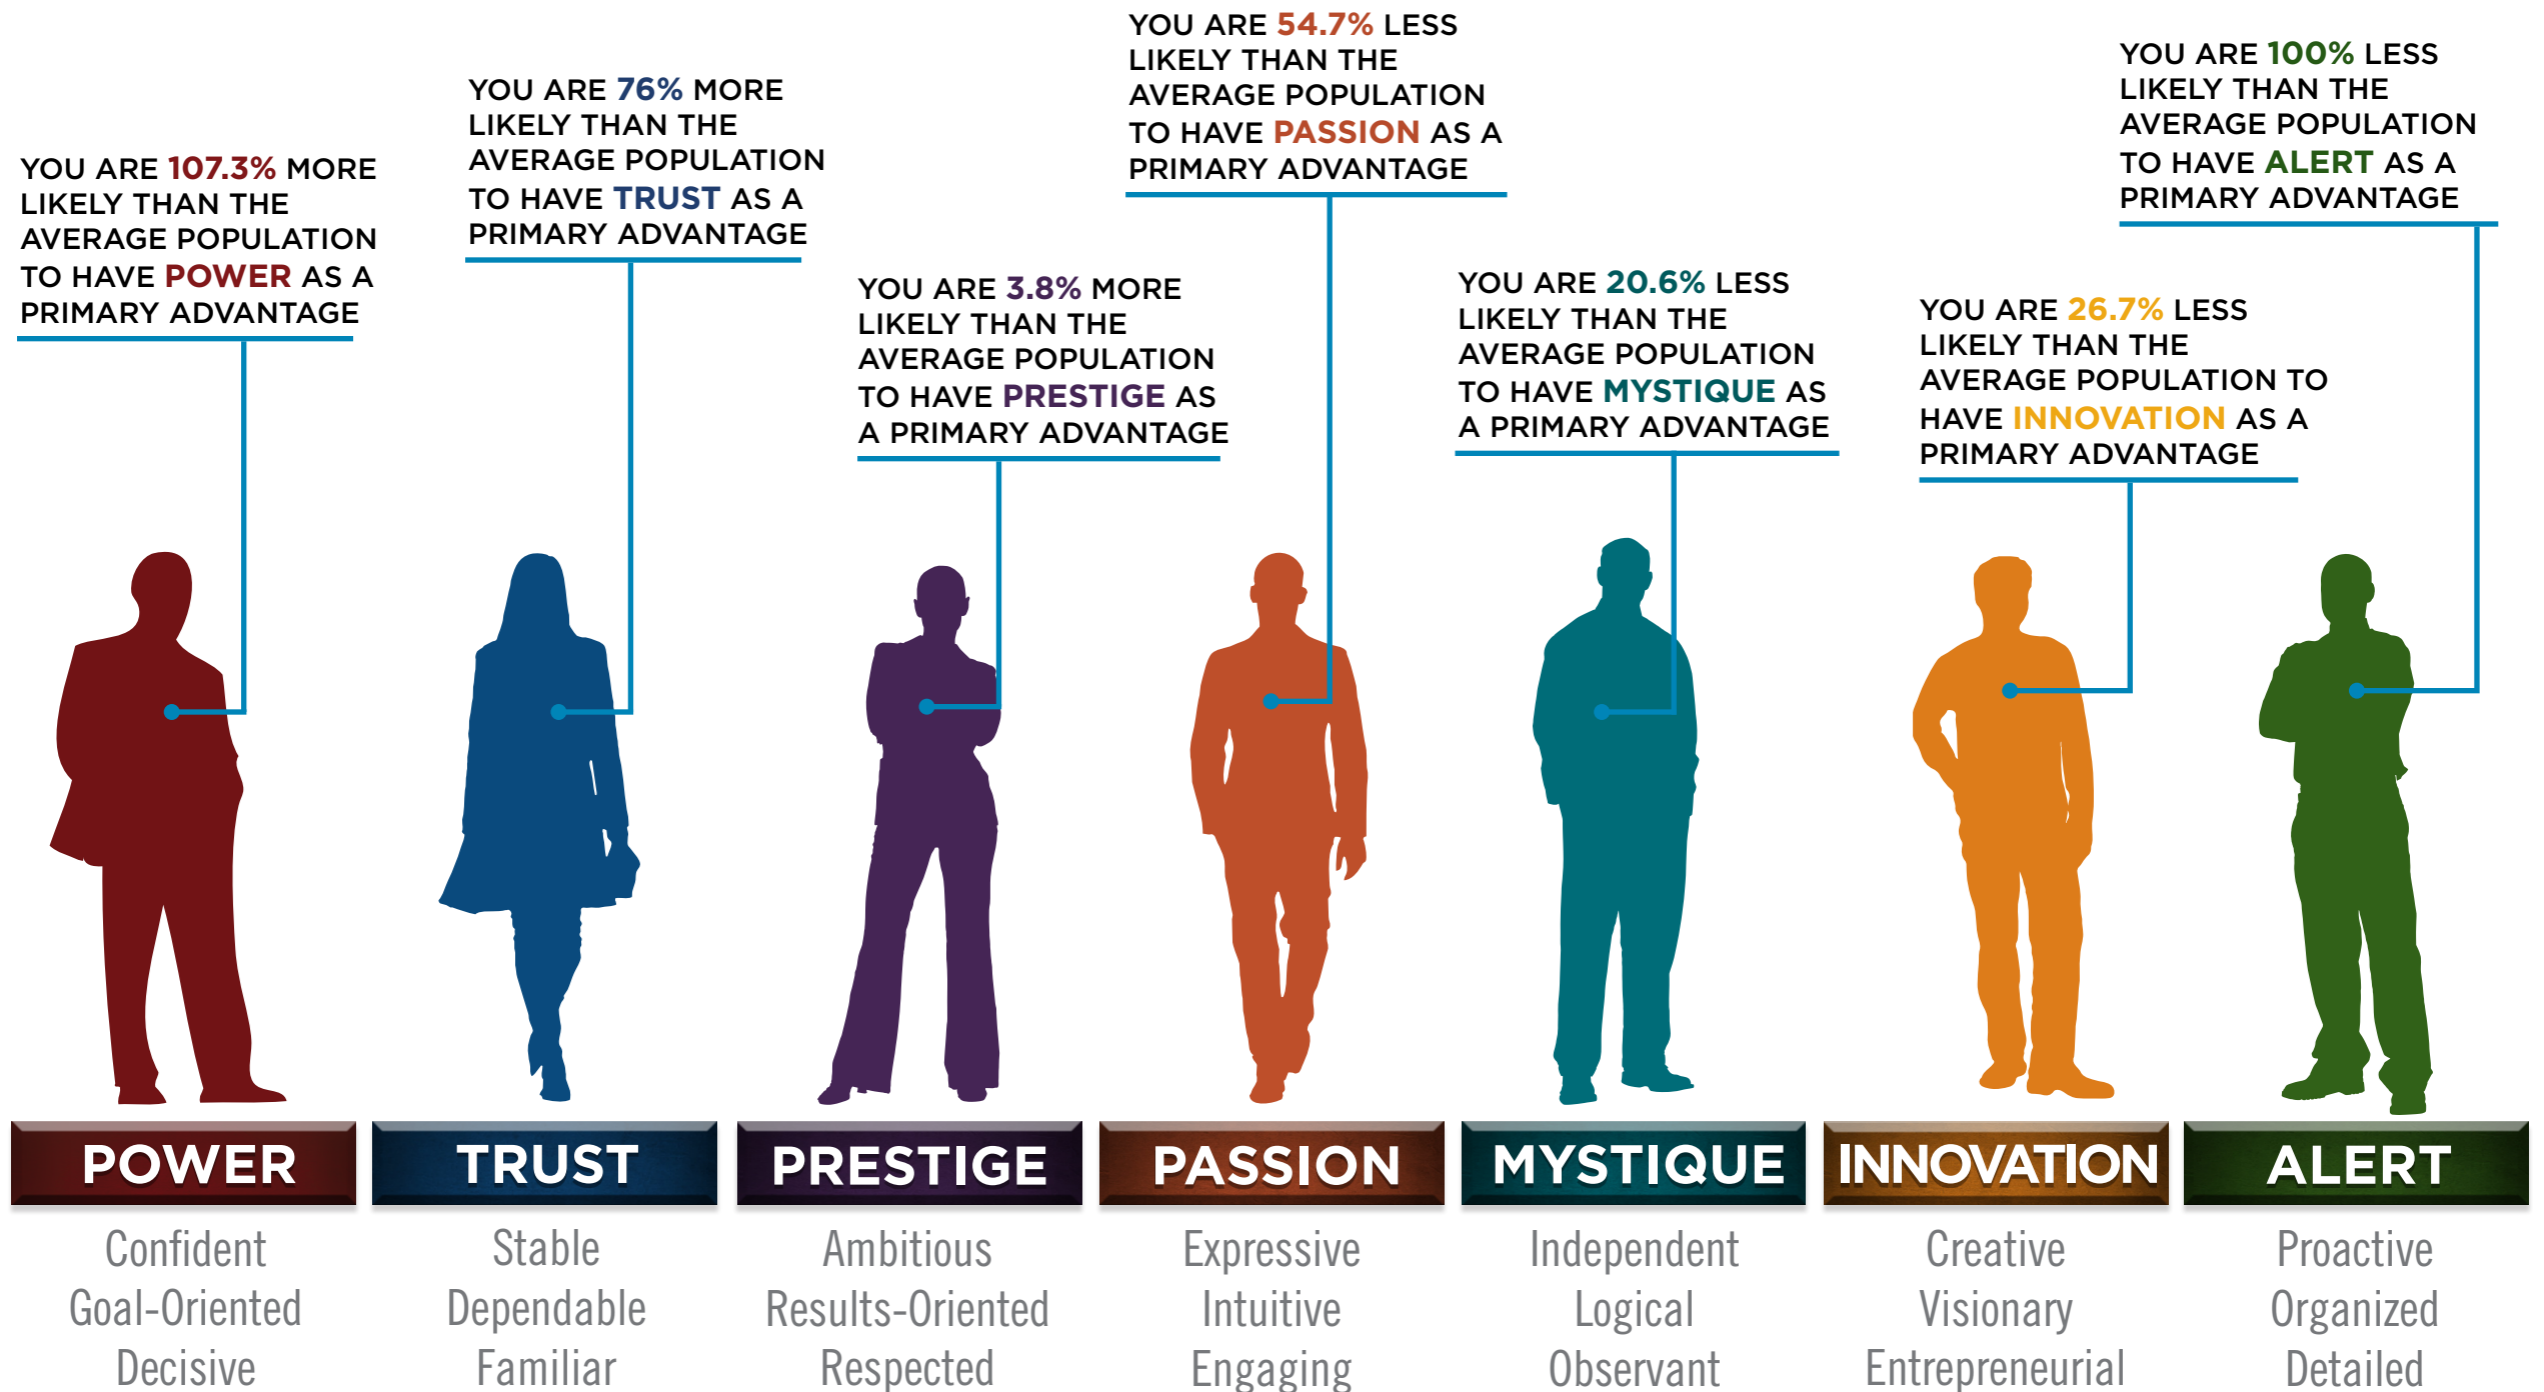 YOU ARE 107.3% MORE
LIKELY THAN THE
AVERAGE POPULATION
TO HAVE POWER AS A
PRIMARY ADVANTAGE
YOU ARE 76% MORE
LIKELY THAN THE
AVERAGE POPULATION
TO HAVE TRUST AS A
PRIMARY ADVANTAGE
YOU ARE 3.8% MORE
LIKELY THAN THE
AVERAGE POPULATION
TO HAVE PRESTIGE AS
A PRIMARY ADVANTAGE
YOU ARE 54.7% LESS
LIKELY THAN THE
AVERAGE POPULATION
TO HAVE PASSION AS A
PRIMARY ADVANTAGE
YOU ARE 20.6% LESS
LIKELY THAN THE
AVERAGE POPULATION
TO HAVE MYSTIQUE AS
A PRIMARY ADVANTAGE
YOU ARE 26.7% LESS
LIKELY THAN THE
AVERAGE POPULATION TO
HAVE INNOVATION AS A
PRIMARY ADVANTAGE
YOU ARE 100% LESS
LIKELY THAN THE
AVERAGE POPULATION
TO HAVE ALERT AS A
PRIMARY ADVANTAGE
POWER
Confident
Goal-Oriented
Decisive
TRUST
Stable
Dependable
Familiar
PRESTIGE
Ambitious
Results-Oriented
Respected
PASSION
Expressive
Intuitive
Engaging
MYSTIQUE
Independent
Logical
Observant
INNOVATION
Creative
Visionary
Entrepreneurial
ALERT
Proactive
Organized
Detailed